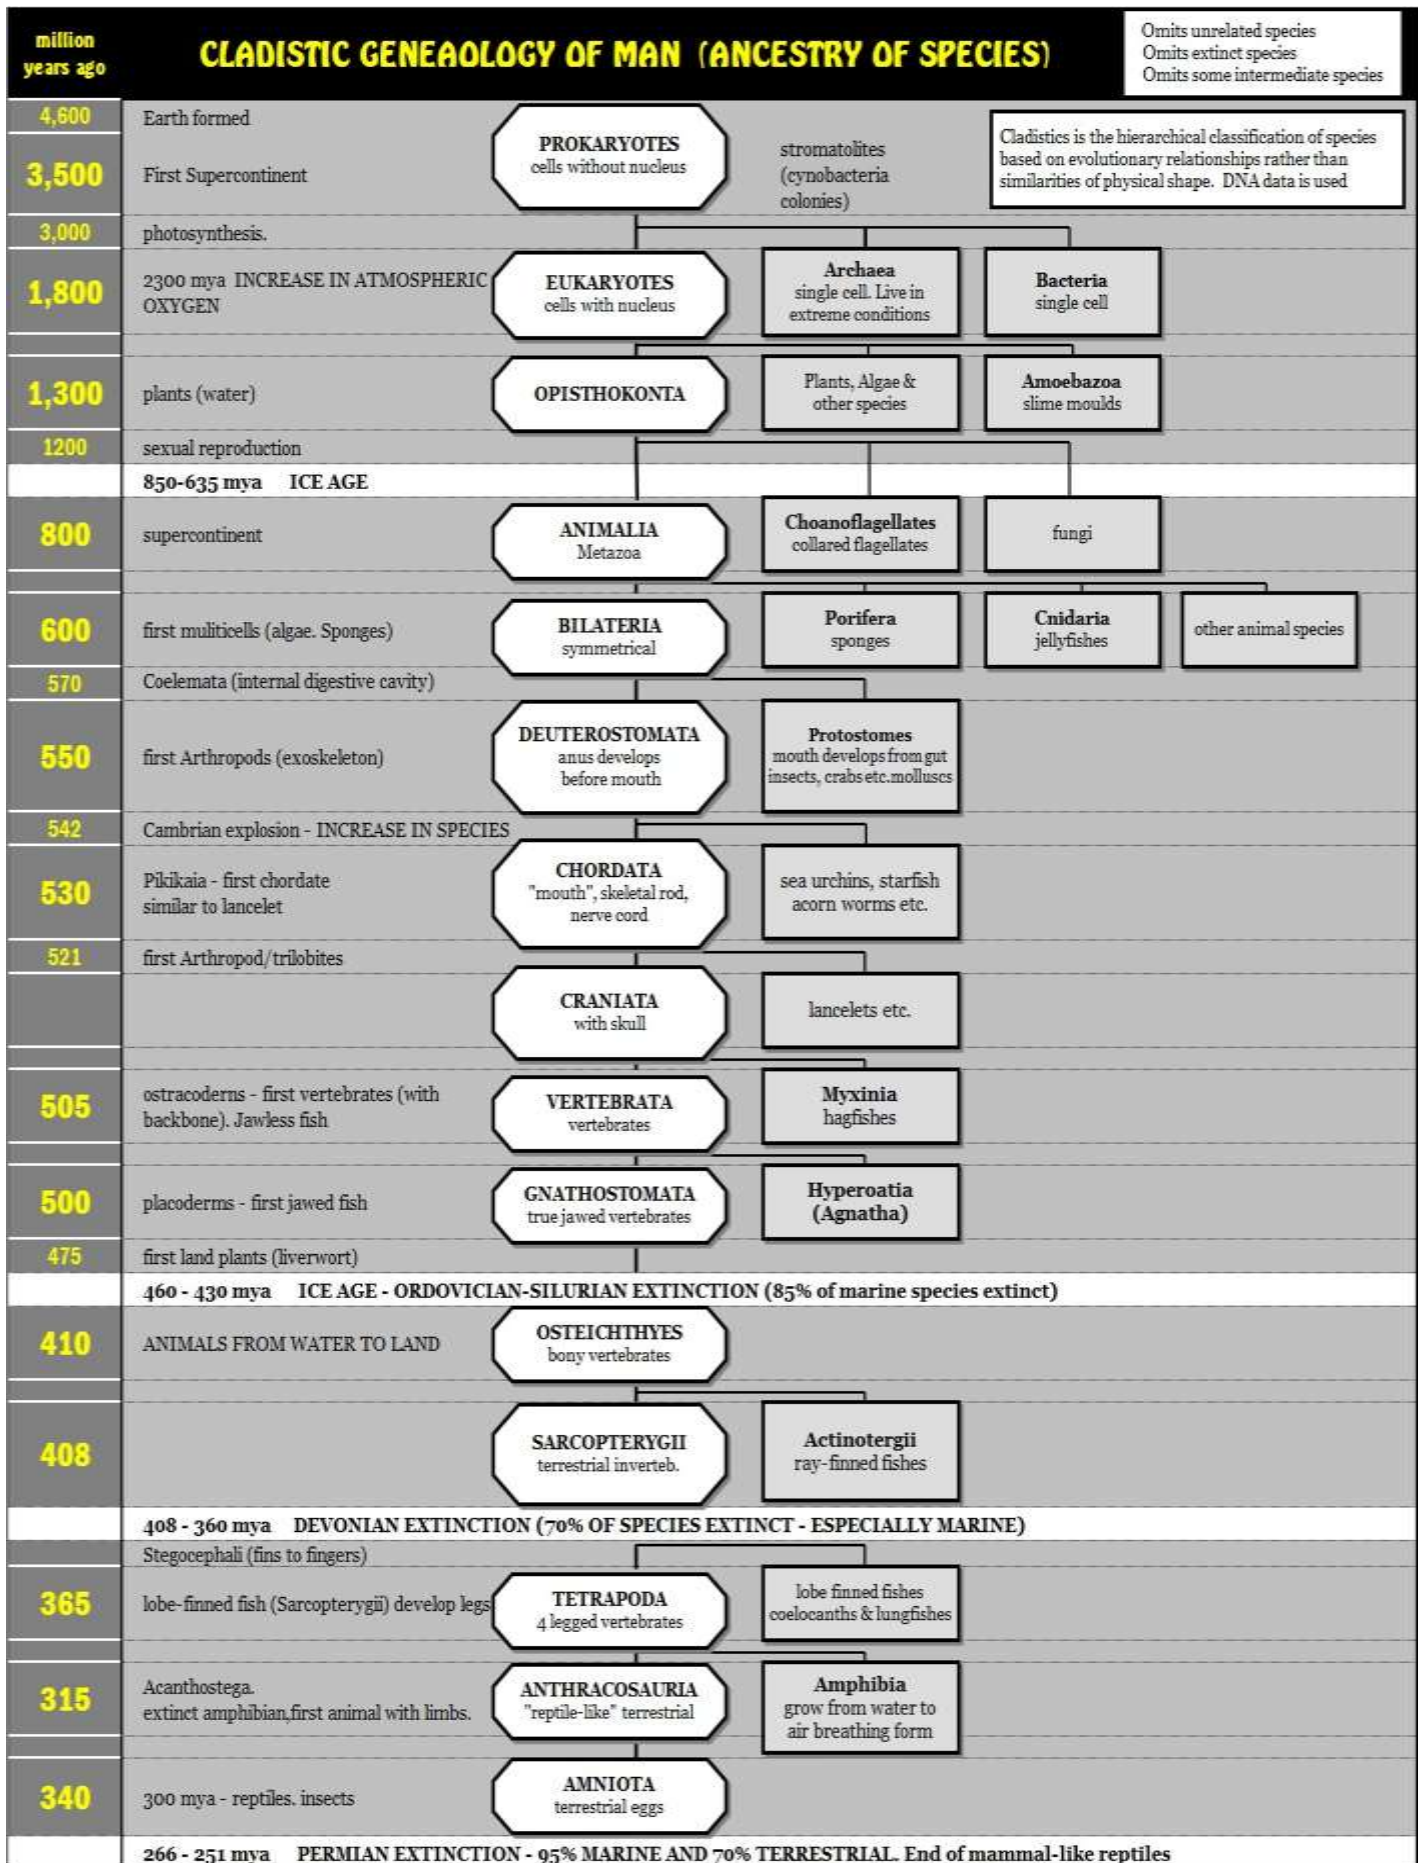 million
years ago
CLADISTIC GENEAOLOGY OF MAN (ANCESTRY OF SPECIES)
Omits unrelated species
Omits extinct species
Omits some intermediate species
4,600
Earth formed
PROKARYOTES
cells without nucleus
stromatolites
(cynobacteria
colonies)
Cladistics is the hierarchical classification of species
based on evolutionary relationships rather than
similarities of physical shape. DNA data is used
3,500
First Supercontinent
3,000
photosynthesis.
1,800
2300 mya INCREASE IN ATMOSPHERIC
OXYGEN
EUKARYOTES
cells with nucleus
Archaea
single cell. Live in
extreme conditions
Bacteria
single cell
1,300
plants (water)
OPISTHOKONTA
Plants, Algae &
other species
Amoebazoa
slime moulds
1200
sexual reproduction
850-635 mya ICE AGE
800
supercontinent
ANIMALIA
Metazoa
Choanoflagellates
collared flagellates
fungi
600
first muliticells (algae. Sponges)
BILATERIA
symmetrical
Porifera
sponges
Cnidaria
jellyfishes
other animal species
570
Coelemata (internal digestive cavity)
550
first Arthropods (exoskeleton)
DEUTEROSTOMATA
anus develops
before mouth
Protostomes
mouth develops from gut
insects, crabs etc.molluscs
542
Cambrian explosion - INCREASE IN SPECIES
530
Pikikaia - first chordate
similar to lancelet
CHORDATA
"mouth", skeletal rod,
nerve cord
sea urchins, starfish
acorn worms etc.
521
first Arthropod/trilobites
CRANIATA
with skull
lancelets etc.
505
ostracoderns - first vertebrates (with
backbone). Jawless fish
VERTEBRATA
vertebrates
Myxinia
hagfishes
500
placoderms - first jawed fish
GNATHOSTOMATA
true jawed vertebrates
Hyperoatia
(Agnatha)
475
first land plants (liverwort)
460 - 430 mya ICE AGE - ORDOVICIAN-SILURIAN EXTINCTION (85% of marine species extinct)
410
ANIMALS FROM WATER TO LAND
OSTEICHTHYES
bony vertebrates
408
SARCOPTERYGII
terrestrial inverteb.
Actinotergii
ray-finned fishes
408 - 360 mya DEVONIAN EXTINCTION (70% OF SPECIES EXTINCT - ESPECIALLY MARINE)
Stegocephali (fins to fingers)
365
lobe-finned fish (Sarcopterygii) develop legs
TETRAPODA
4 legged vertebrates
lobe finned fishes
coelocanths & lungfishes
315
Acanthostega.
extinct amphibian,first animal with limbs.
ANTHRACOSAURIA
"reptile-like" terrestrial
Amphibia
grow from water to
air breathing form
340
300 mya - reptiles. insects
AMNIOTA
terrestrial eggs
266 - 251 mya PERMIAN EXTINCTION - 95% MARINE AND 70% TERRESTRIAL. End of mammal-like reptiles